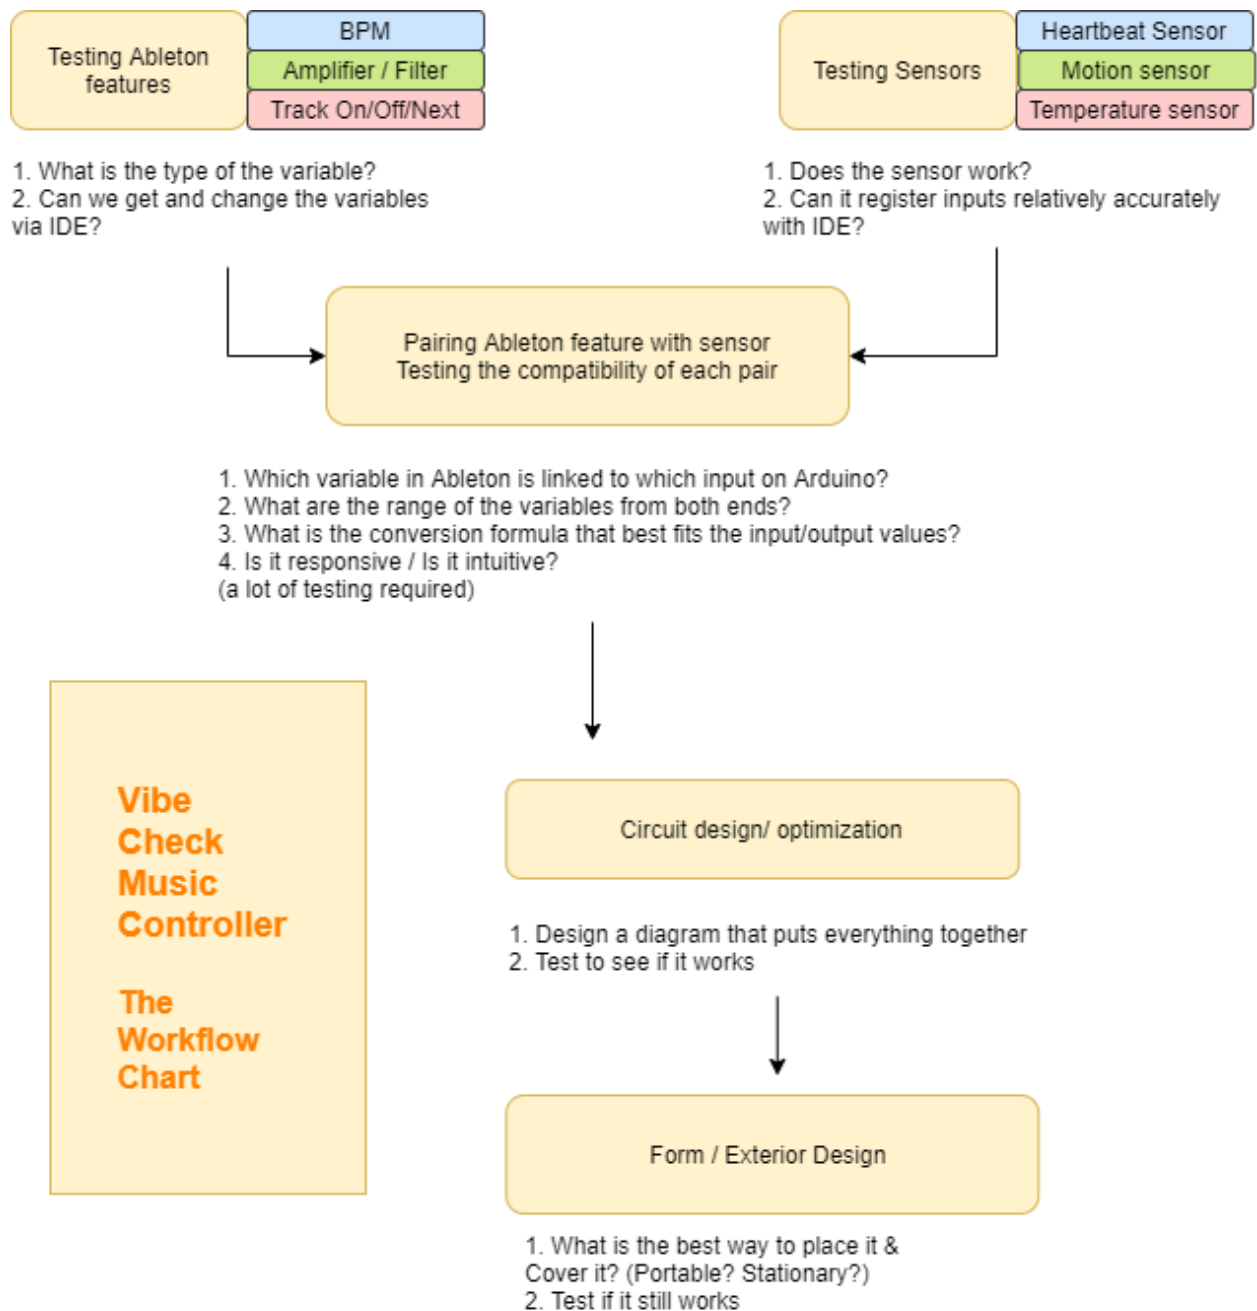 Testing Ableton
features
BPM
Amplifier / Filter
Track On/Off/Next
Testing Sensors
Heartbeat Sensor
Motion sensor
Temperature sensor
1. What is the type of the variable?
2. Can we get and change the variables
via IDE?
1. Does the sensor work?
2. Can it register inputs relatively accurately
with IDE?
Pairing Ableton feature with sensor
Testing the compatibility of each pair
1. Which variable in Ableton is linked to which input on Arduino?
2. What are the range of the variables from both ends?
3. What is the conversion formula that best fits the input/output values?
4. Is it responsive / Is it intuitive?
(a lot of testing required)
Vibe
Check
Music
Controller
The
Workflow
Chart
Circuit design/ optimization
1. Design a diagram that puts everything together
2. Test to see if it works
Form / Exterior Design
1. What is the best way to place it &
Cover it? (Portable? Stationary?)
2. Test if it still works